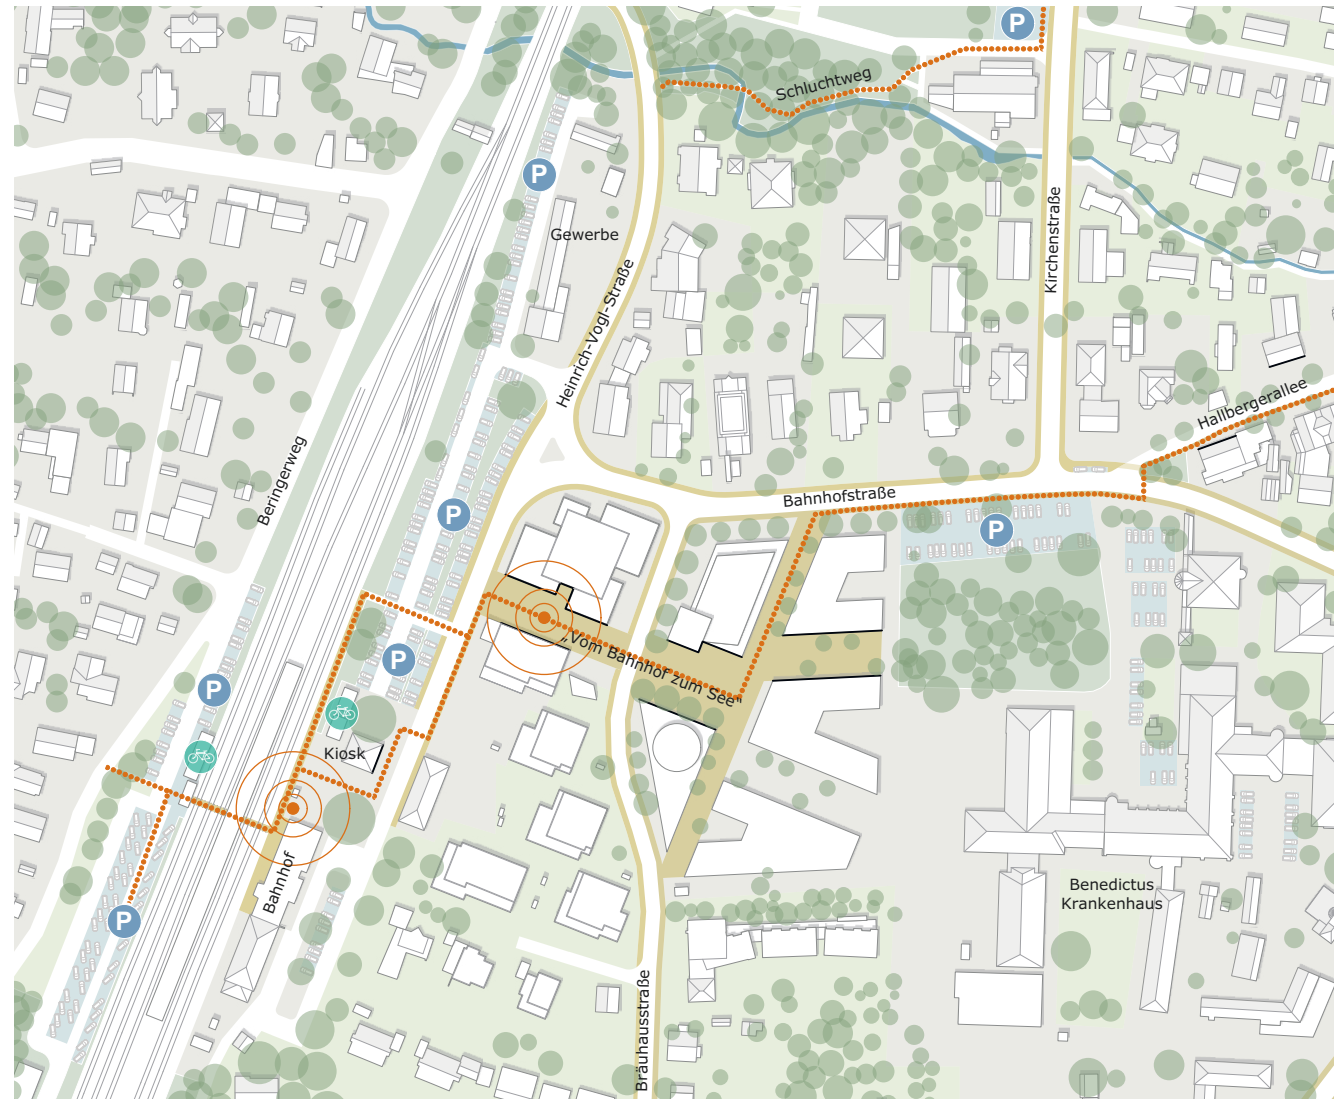 P
Schluchtweg
P
Gewerbe
Kirchenstraße
Heinrich-Vogl-Straße
Hallbergerallee
Beringerweg
Bahnhofstraße
P
P
„Vom Bahnhof zum See“
P
P
Kiosk
Bahnhof
Benedictus
Krankenhaus
P
Bräuhausstraße